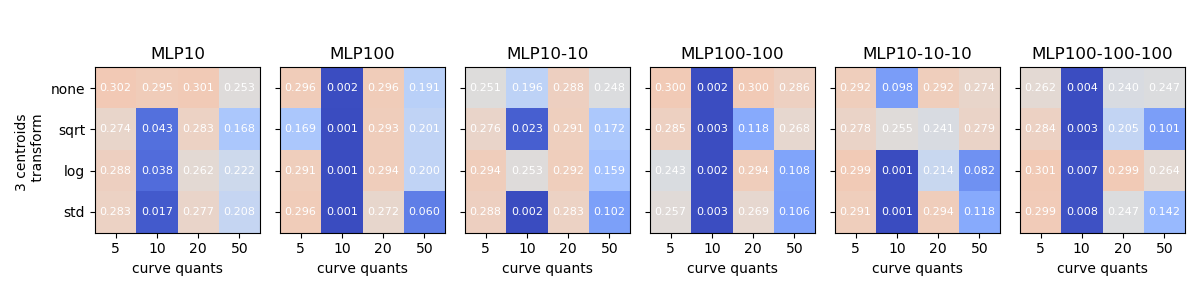 MLP10 MLP100 MLP10-10 MLP100-100 MLP10-10-10 MLP100-100-100
3 centroids
transform
none 0.302 0.295 0.301 0.253 0.296 0.002 0.296 0.191 0.251 0.196 0.288 0.248 0.300 0.002 0.300 0.286 0.292 0.098 0.292 0.274 0.262 0.004 0.240 0.247
sqrt 0.274 0.043 0.283 0.168 0.169 0.001 0.293 0.201 0.276 0.023 0.291 0.172 0.285 0.003 0.118 0.268 0.278 0.255 0.241 0.279 0.284 0.003 0.205 0.101
log 0.288 0.038 0.262 0.222 0.291 0.001 0.294 0.200 0.294 0.253 0.292 0.159 0.243 0.002 0.294 0.108 0.299 0.001 0.214 0.082 0.301 0.007 0.299 0.264
std 0.283 0.017 0.277 0.208 0.296 0.001 0.272 0.060 0.288 0.002 0.283 0.102 0.257 0.003 0.269 0.106 0.291 0.001 0.294 0.118 0.299 0.008 0.247 0.142
5 10 20 50 5 10 20 50 5 10 20 50 5 10 20 50 5 10 20 50 5 10 20 50
curve quants curve quants curve quants curve quants curve quants curve quants